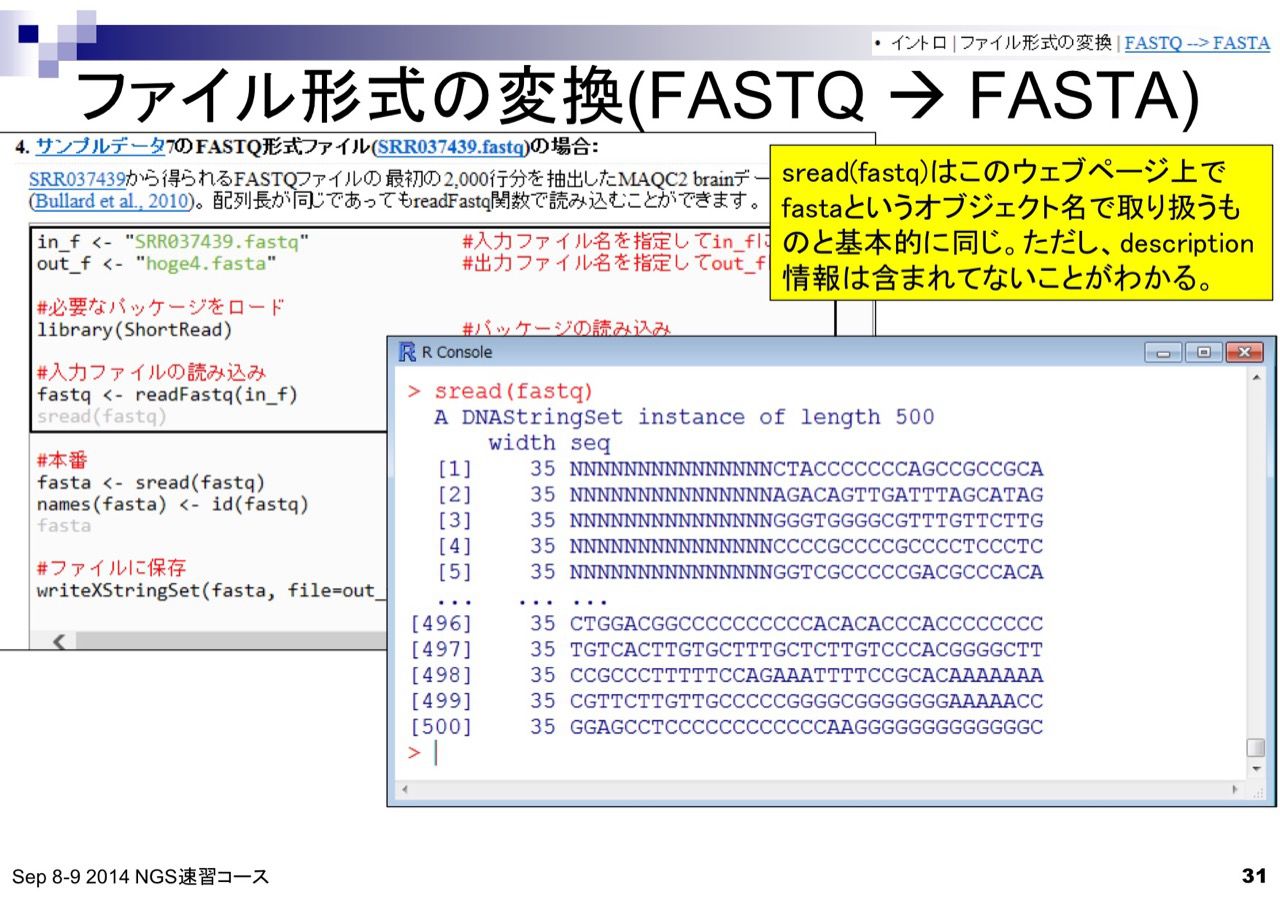 • イントロ | ファイル形式の変換 | FASTQ --> FASTA
ファイル形式の変換(FASTQ → FASTA)
4. サンプルデータ7のFASTQ形式ファイル(SRR037439.fastq)の場合:
SRR037439から得られるFASTQファイルの最初の2,000行分を抽出したMAQC2 brainデー
(Bullard et al., 2010)。配列長が同じであってもreadFastq関数で読み込むことができます。
sread(fastq)はこのウェブページ上で
fastaというオブジェクト名で取り扱うも
のと基本的に同じ。ただし、description
情報は含まれてないことがわかる。
in_f <- "SRR037439.fastq" #入力ファイル名を指定してin_fに
out_f <- "hoge4.fasta" #出力ファイル名を指定してout_f
#必要なパッケージをロード
library(ShortRead) #パッケージの読み込み
#入力ファイルの読み込み
fastq <- readFastq(in_f)
sread(fastq)
#本番
fasta <- sread(fastq)
names(fasta) <- id(fastq)
fasta
#ファイルに保存
writeXStringSet(fasta, file=out_
R Console
> sread(fastq)
A DNAStringSet instance of length 500
width seq
[1] 35 NNNNNNNNNNNNNNNCTACCCCCCCAGCCGCCGCA
[2] 35 NNNNNNNNNNNNNNNAGACAGTTGATTTAGCATAG
[3] 35 NNNNNNNNNNNNNNNGGGTGGGGCGTTTGTTCTTG
[4] 35 NNNNNNNNNNNNNNNCCCCGCCCCGCCCCTCCCTC
[5] 35 NNNNNNNNNNNNNNNGGTCGCCCCCGACGCCCACA
... ... ...
[496] 35 CTGGACGGCCCCCCCCCCACACACCCACCCCCCCC
[497] 35 TGTCACTTGTGCTTTGCTCTTGTCCCACGGGGCTT
[498] 35 CCGCCCTTTTTCCAGAAATTTTCCGCACAAAAAAA
[499] 35 CGTTCTTGTTGCCCCCGGGGCGGGGGGGAAAAACC
[500] 35 GGAGCCTCCCCCCCCCCCCAAGGGGGGGGGGGGGC
>
Sep 8-9 2014 NGS速習コース
31